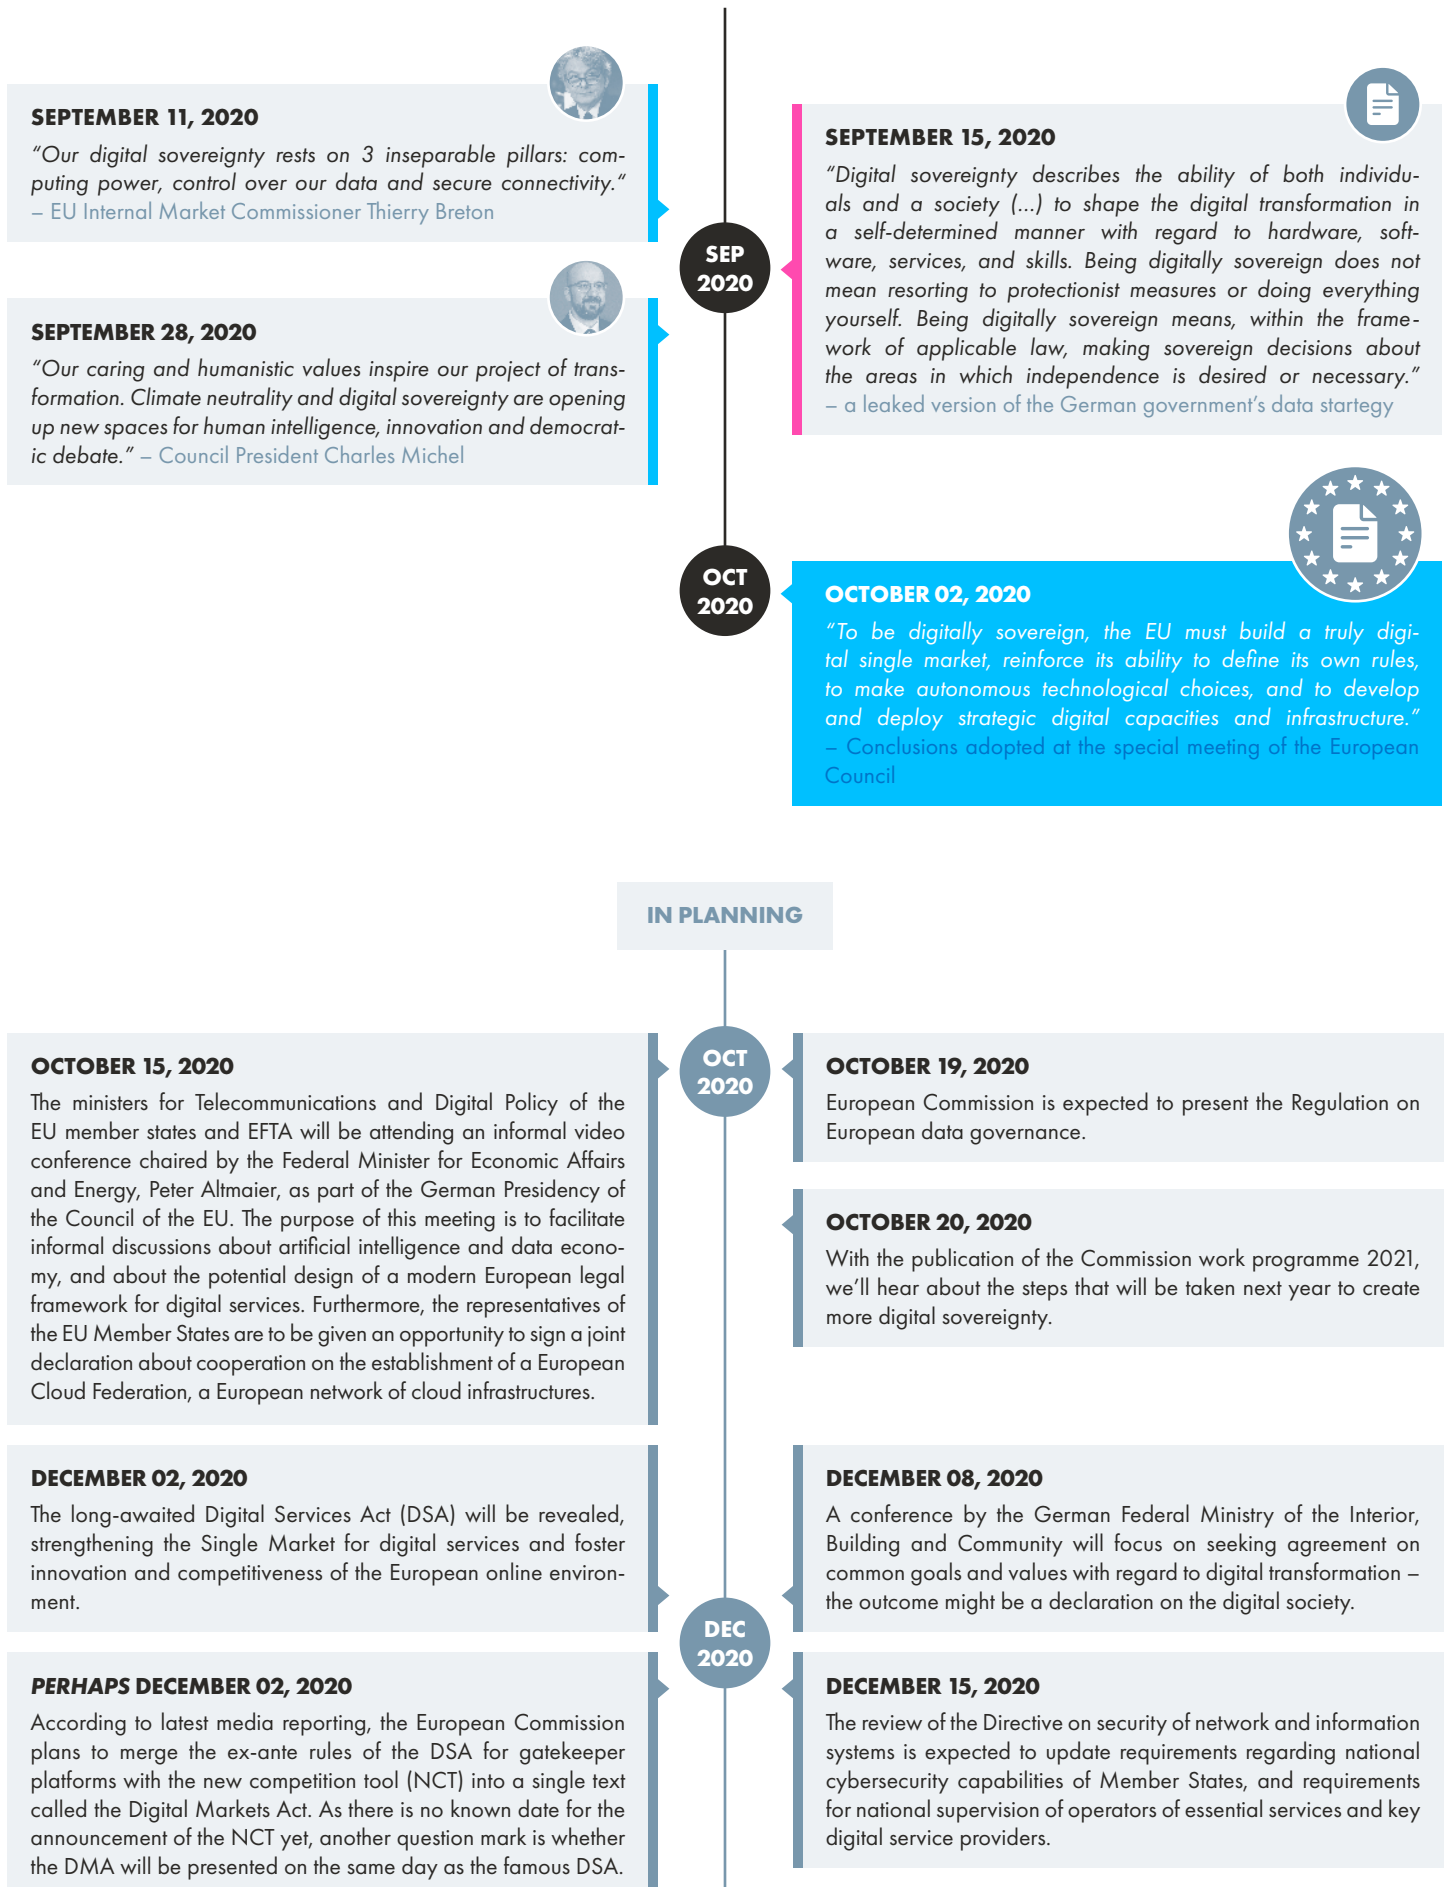 SEPTEMBER 11, 2020
“Our digital sovereignty rests on 3 inseparable pillars: com-
puting power, control over our data and secure connectivity.“
– EU Internal Market Commissioner Thierry Breton
SEPTEMBER 15, 2020
“Digital sovereignty describes the ability of both individu-
als and a society (...) to shape the digital transformation in
a self-determined manner with regard to hardware, soft-
ware, services, and skills. Being digitally sovereign does not
mean resorting to protectionist measures or doing everything
yourself. Being digitally sovereign means, within the frame-
work of applicable law, making sovereign decisions about
the areas in which independence is desired or necessary.”
– a leaked version of the German government’s data startegy
SEP
2020
SEPTEMBER 28, 2020
“Our caring and humanistic values inspire our project of trans-
formation. Climate neutrality and digital sovereignty are opening
up new spaces for human intelligence, innovation and democrat-
ic debate.” – Council President Charles Michel
OCT
2020
OCTOBER 02, 2020
“To be digitally sovereign, the EU must build a truly digi-
tal single market, reinforce its ability to define its own rules,
to make autonomous technological choices, and to develop
and deploy strategic digital capacities and infrastructure.”
– Conclusions adopted at the special meeting of the European
Council
IN PLANNING
OCT
2020
OCTOBER 15, 2020
The ministers for Telecommunications and Digital Policy of the
EU member states and EFTA will be attending an informal video
conference chaired by the Federal Minister for Economic Affairs
and Energy, Peter Altmaier, as part of the German Presidency of
the Council of the EU. The purpose of this meeting is to facilitate
informal discussions about artificial intelligence and data econo-
my, and about the potential design of a modern European legal
framework for digital services. Furthermore, the representatives of
the EU Member States are to be given an opportunity to sign a joint
declaration about cooperation on the establishment of a European
Cloud Federation, a European network of cloud infrastructures.
OCTOBER 19, 2020
European Commission is expected to present the Regulation on
European data governance.
OCTOBER 20, 2020
With the publication of the Commission work programme 2021,
we’ll hear about the steps that will be taken next year to create
more digital sovereignty.
DECEMBER 02, 2020
The long-awaited Digital Services Act (DSA) will be revealed,
strengthening the Single Market for digital services and foster
innovation and competitiveness of the European online environ-
ment.
DECEMBER 08, 2020
A conference by the German Federal Ministry of the Interior,
Building and Community will focus on seeking agreement on
common goals and values with regard to digital transformation –
the outcome might be a declaration on the digital society.
DEC
2020
PERHAPS DECEMBER 02, 2020
According to latest media reporting, the European Commission
plans to merge the ex-ante rules of the DSA for gatekeeper
platforms with the new competition tool (NCT) into a single text
called the Digital Markets Act. As there is no known date for the
announcement of the NCT yet, another question mark is whether
the DMA will be presented on the same day as the famous DSA.
DECEMBER 15, 2020
The review of the Directive on security of network and information
systems is expected to update requirements regarding national
cybersecurity capabilities of Member States, and requirements
for national supervision of operators of essential services and key
digital service providers.